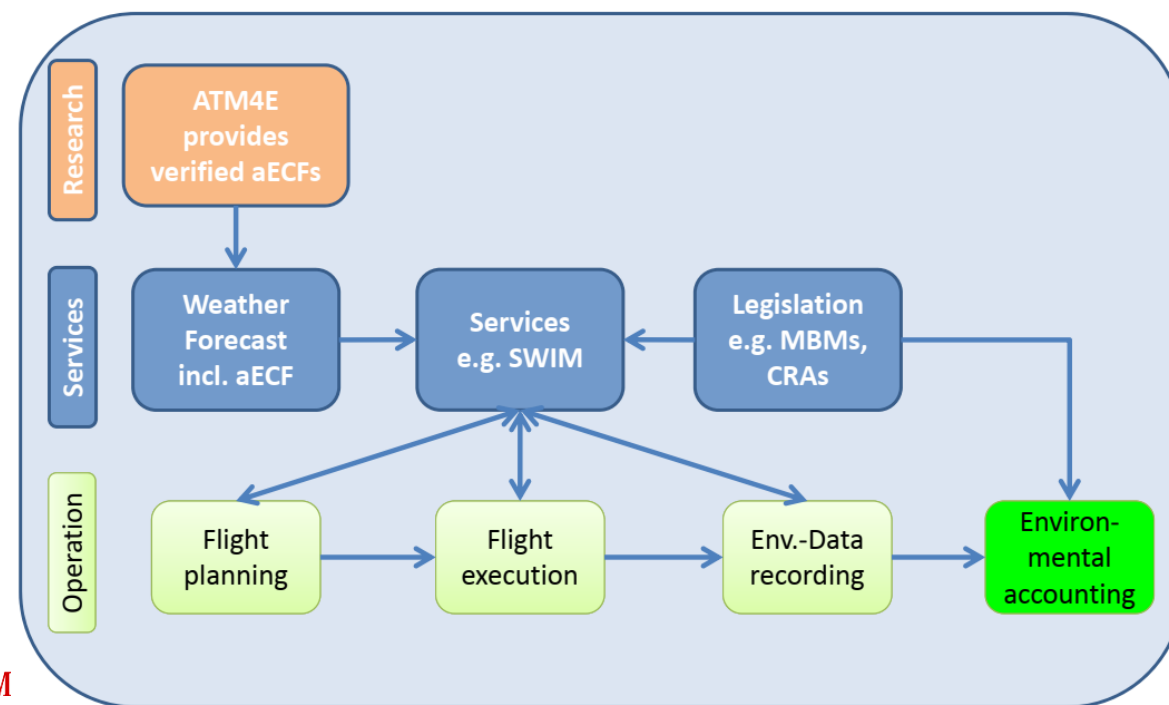 Research
ATM4E
provides
verified aECFs
Services
Weather
Forecast
incl. aECF
Services
e.g. SWIM
Legislation
e.g. MBMs,
CRAs
Operation
Flight
planning
Flight
execution
Env.-Data
recording
Environ-
mental
accounting
M